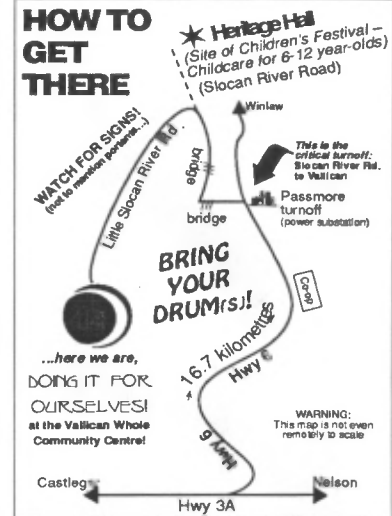 HOW TO
GET
THERE
Heritage Hall
(Site of Children's Festival –
Childcare for 6-12 year-olds)
(Slocan River Road)
Winlaw
WATCH FOR SIGNS!
(not to mention portents...)
Little Slocan River Rd.
bridge
This is the
critical turnoff:
Slocan River Rd.
to Vallican
Passmore
turnoff
(power substation)
bridge
BRING
YOUR
DRUM(S)!
Co-op
16.7 kilometres
Hwy 6
...here we are,
DOING IT FOR
OURSELVES!
at the Vallican Whole
Community Centre!
WARNING:
This map is not even
remotely to scale
Hwy 6
Castlegar
Nelson
Hwy 3A